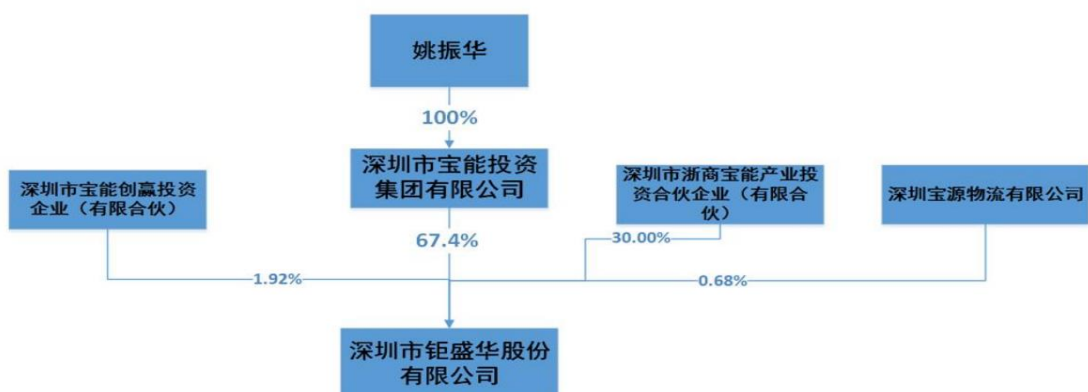 姚振华
100%
深圳市宝能投资
集团有限公司
深圳市宝能创赢投资
企业（有限合伙）
深圳市浙商宝能产业投
资合伙企业（有限合
伙）
深圳宝源物流有限公司
67.4%
30.00%
1.92%
0.68%
深圳市钜盛华股份
有限公司